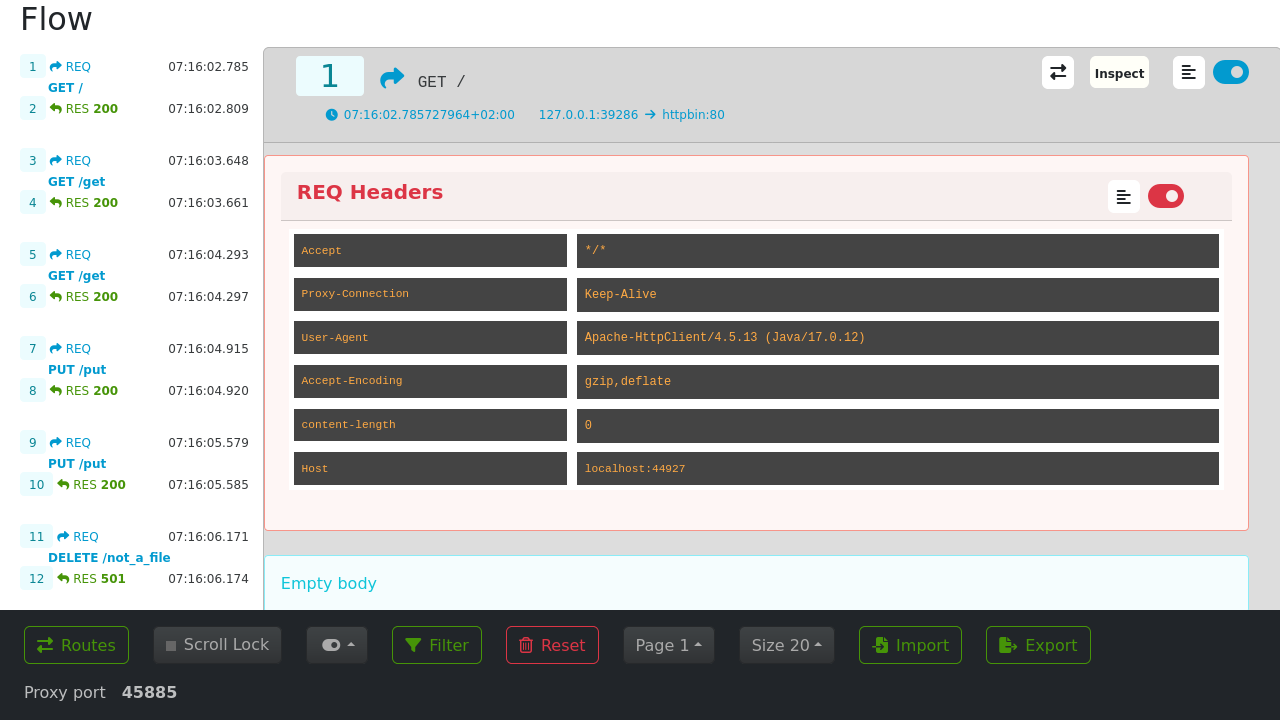 Flow
1 REQ 07:16:02.785
GET /
2 RES 200 07:16:02.809
3 REQ 07:16:03.648
GET /get
4 RES 200 07:16:03.661
5 REQ 07:16:04.293
GET /get
6 RES 200 07:16:04.297
7 REQ 07:16:04.915
PUT /put
8 RES 200 07:16:04.920
9 REQ 07:16:05.579
PUT /put
10 RES 200 07:16:05.585
11 REQ 07:16:06.171
DELETE /not_a_file
12 RES 501 07:16:06.174
1 GET / Inspect
07:16:02.785727964+02:00 127.0.0.1:39286 → httpbin:80
REQ Headers
Accept */*
Proxy-Connection Keep-Alive
User-Agent Apache-HttpClient/4.5.13 (Java/17.0.12)
Accept-Encoding gzip,deflate
content-length 0
Host localhost:44927
Empty body
Routes Scroll Lock Filter Reset Page 1 Size 20 Import Export
Proxy port 45885